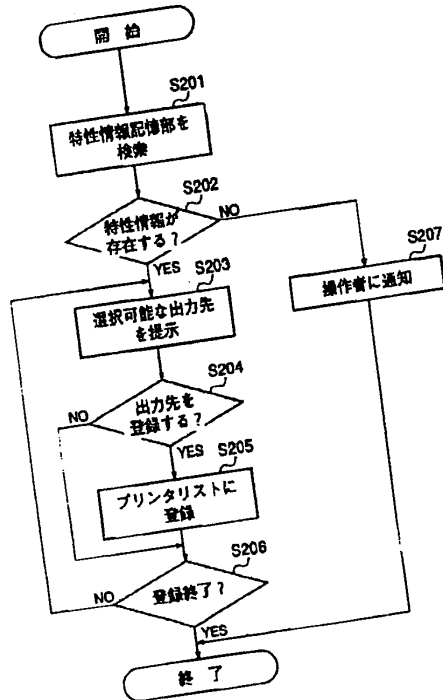 開 始
S201
特性情報記憶部を
検索
S202
特性情報が
存在する?
NO
YES
S207
操作者に通知
S203
選択可能な出力先
を提示
S204
出力先を
登録する?
NO
YES
S205
プリンタリストに
登録
S206
登録終了?
NO
YES
終 了